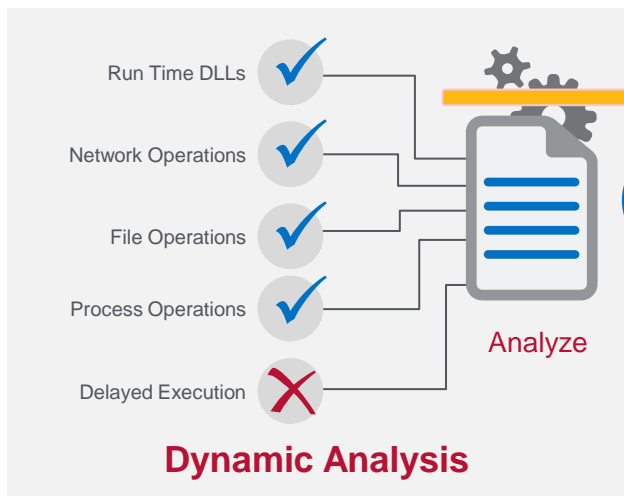 Run Time DLLs
Network Operations
File Operations
Process Operations
Delayed Execution
Analyze
Dynamic Analysis